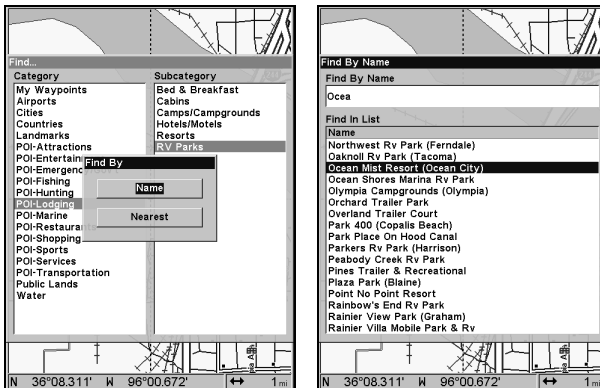 Find...
Category
Subcategory
My Waypoints
Airports
Cities
Countries
Landmarks
POI-Attractions
POI-Entertain
POI-Emergenc
POI-Fishing
POI-Hunting
POI-Lodging
POI-Marine
POI-Restauran
POI-Shopping
POI-Sports
POI-Services
POI-Transportation
Public Lands
Water
Bed & Breakfast
Cabins
Camps/Campgrounds
Hotels/Motels
Resorts
RV Parks
Find By
Name
Nearest
N 36°08.311' W 96°00.672' ↔ 1 mi
Find By Name
Find By Name
Ocea
Find In List
Name
Northwest Rv Park (Ferndale)
Oaknoll Rv Park (Tacoma)
Ocean Mist Resort (Ocean City)
Ocean Shores Marina Rv Park
Olympia Campgrounds (Olympia)
Orchard Trailer Park
Overland Trailer Court
Park 400 (Copalis Beach)
Park Place On Hood Canal
Parkers Rv Park (Harrison)
Peabody Creek Rv Park
Pines Trailer & Recreational
Plaza Park (Blaine)
Point No Point Resort
Rainbow's End Rv Park
Rainier View Park (Graham)
Rainier Villa Mobile Park & Rv
N 36°08.311' W 96°00.672' ↔ 1 mi